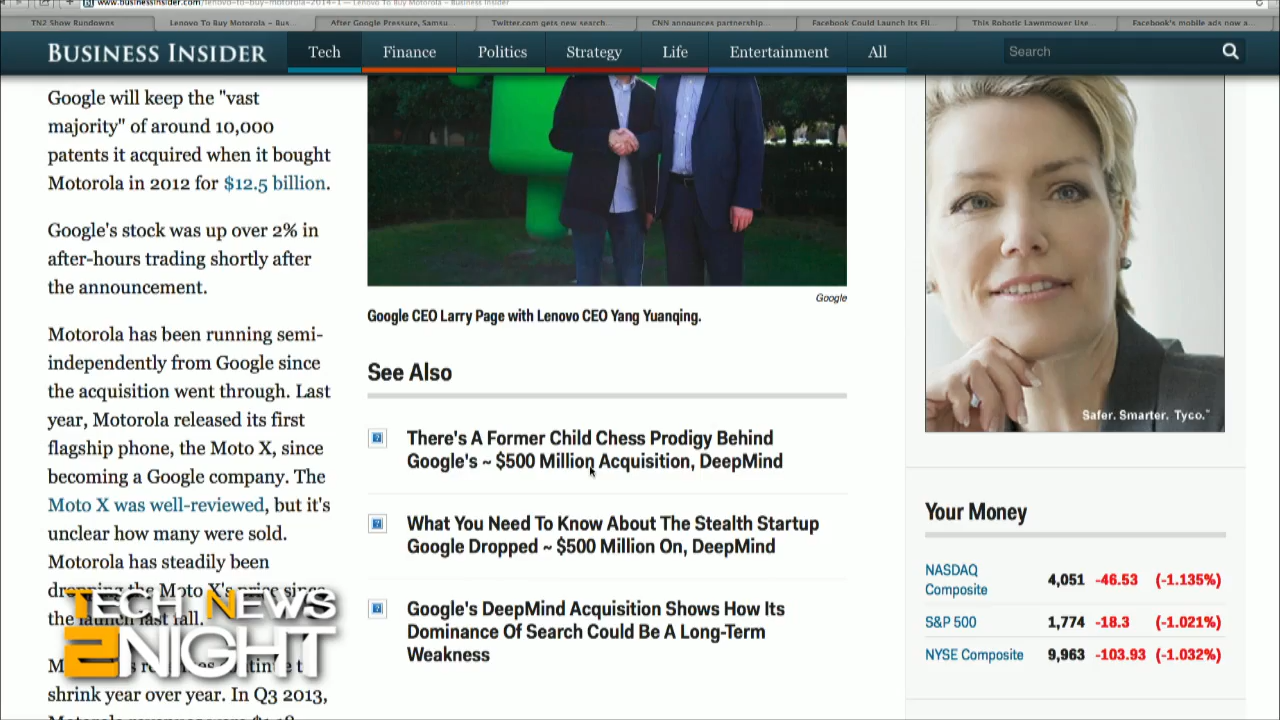 www.businessinsider.com/lenovo-to-buy-motorola-2014-1
Lenovo To Buy Motorola - Business Insider
TN2 Show Rundowns
Lenovo To Buy Motorola – Bus...
After Google Pressure, Samsu...
Twitter.com gets new search...
CNN announces partnership...
Facebook Could Launch Its Fli...
This Robotic Lawnmower Use...
Facebook's mobile ads now a...
BUSINESS INSIDER
Tech
Finance
Politics
Strategy
Life
Entertainment
All
Search
Google will keep the "vast
majority" of around 10,000
patents it acquired when it bought
Motorola in 2012 for $12.5 billion.
Google's stock was up over 2% in
after-hours trading shortly after
the announcement.
Motorola has been running semi-
independently from Google since
the acquisition went through. Last
year, Motorola released its first
flagship phone, the Moto X, since
becoming a Google company. The
Moto X was well-reviewed, but it's
unclear how many were sold.
Motorola has steadily been
dropping the Moto X's price since
the launch last fall.
shrink year over year. In Q3 2013,
TECH NEWS
2NIGHT
Google
Google CEO Larry Page with Lenovo CEO Yang Yuanqing.
See Also
There's A Former Child Chess Prodigy Behind
Google's ~ $500 Million Acquisition, DeepMind
What You Need To Know About The Stealth Startup
Google Dropped ~ $500 Million On, DeepMind
Google's DeepMind Acquisition Shows How Its
Dominance Of Search Could Be A Long-Term
Weakness
Safer. Smarter. Tyco.™
Your Money
NASDAQ
Composite
4,051 -46.53 (-1.135%)
S&P 500 1,774 -18.3 (-1.021%)
NYSE Composite 9,963 -103.93 (-1.032%)